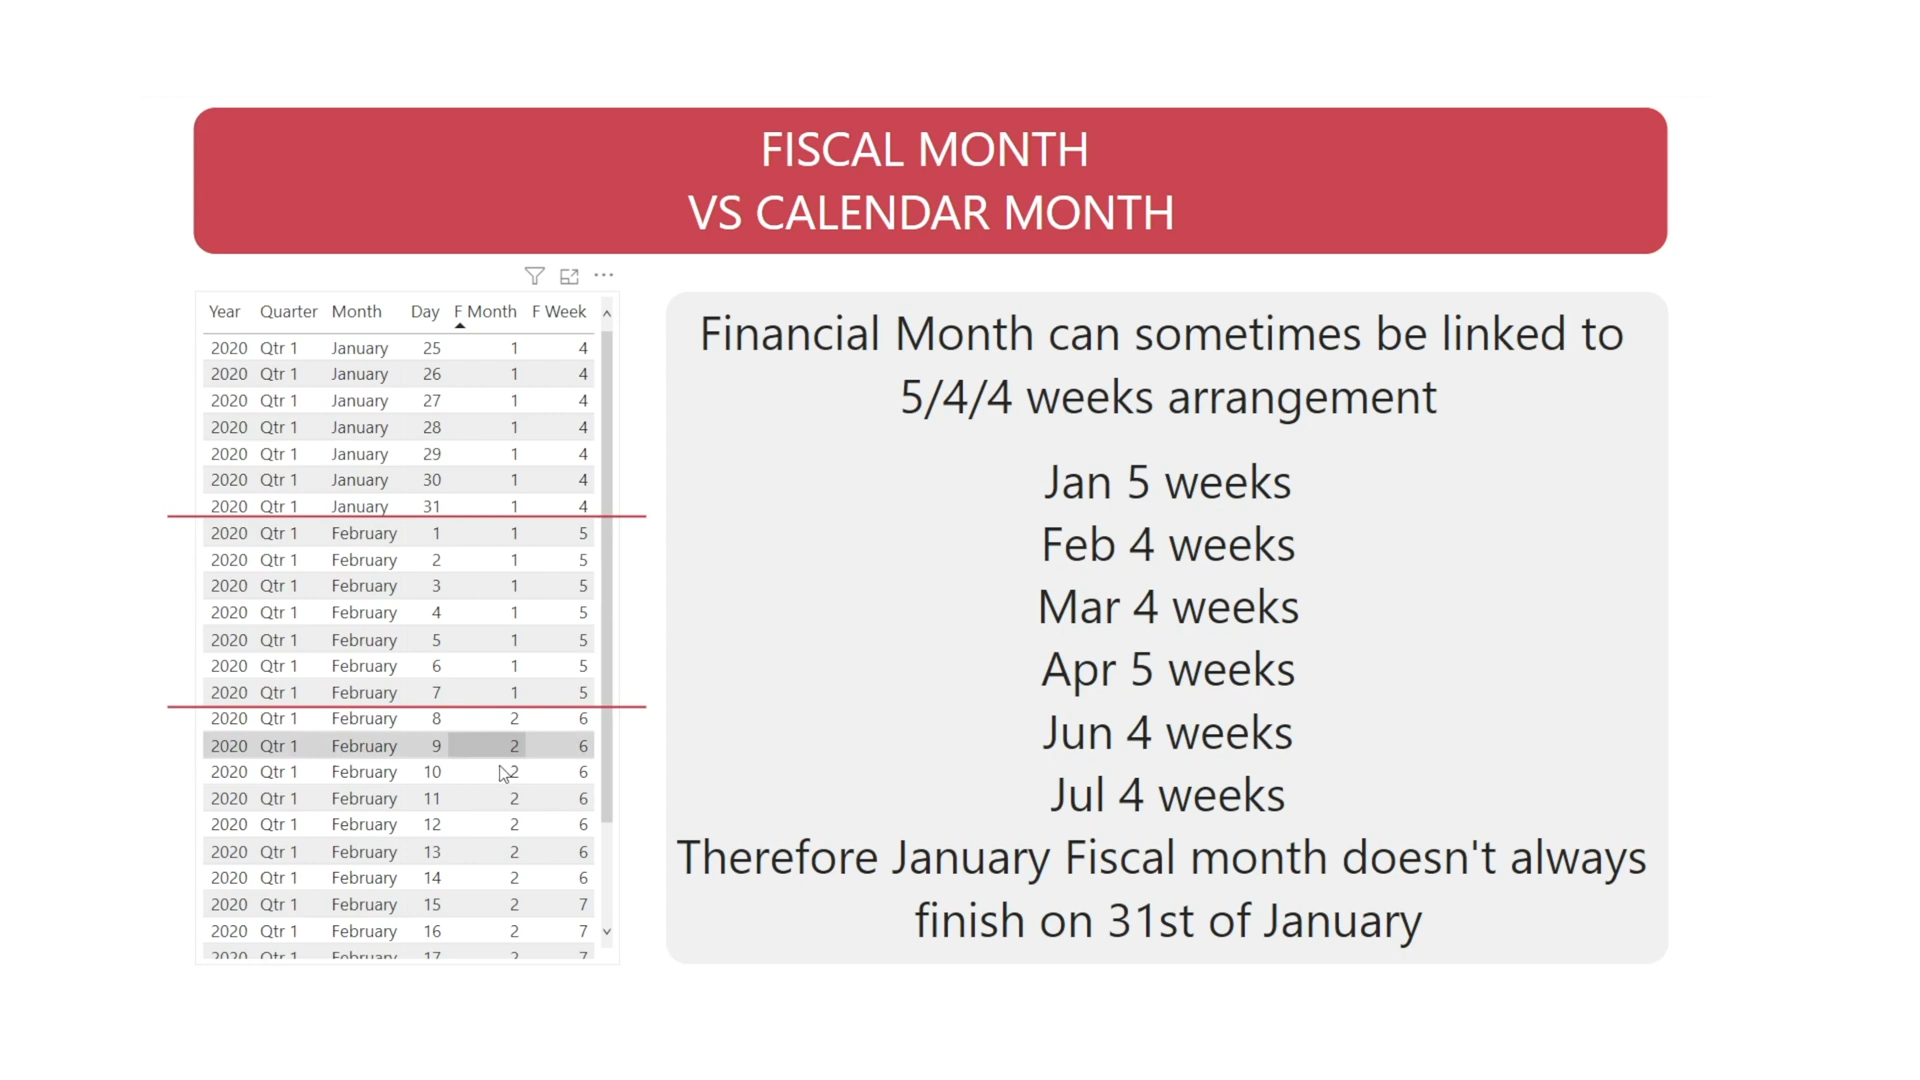 FISCAL MONTH
VS CALENDAR MONTH
Year Quarter Month Day F Month F Week
2020 Qtr 1 January 25 1 4
2020 Qtr 1 January 26 1 4
2020 Qtr 1 January 27 1 4
2020 Qtr 1 January 28 1 4
2020 Qtr 1 January 29 1 4
2020 Qtr 1 January 30 1 4
2020 Qtr 1 January 31 1 4
2020 Qtr 1 February 1 1 5
2020 Qtr 1 February 2 1 5
2020 Qtr 1 February 3 1 5
2020 Qtr 1 February 4 1 5
2020 Qtr 1 February 5 1 5
2020 Qtr 1 February 6 1 5
2020 Qtr 1 February 7 1 5
2020 Qtr 1 February 8 2 6
2020 Qtr 1 February 9 2 6
2020 Qtr 1 February 10 2 6
2020 Qtr 1 February 11 2 6
2020 Qtr 1 February 12 2 6
2020 Qtr 1 February 13 2 6
2020 Qtr 1 February 14 2 6
2020 Qtr 1 February 15 2 7
2020 Qtr 1 February 16 2 7
2020 Qtr 1 February 17 2 7
Financial Month can sometimes be linked to
5/4/4 weeks arrangement
Jan 5 weeks
Feb 4 weeks
Mar 4 weeks
Apr 5 weeks
Jun 4 weeks
Jul 4 weeks
Therefore January Fiscal month doesn't always
finish on 31st of January